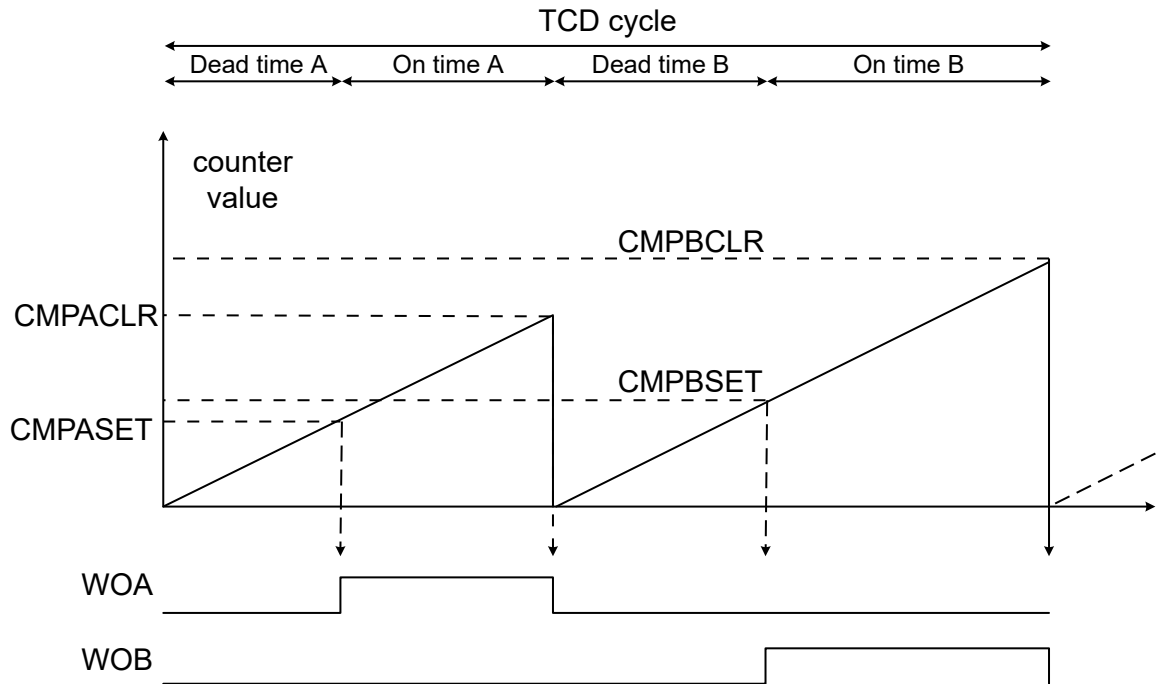 TCD cycle
Dead time A
On time A
Dead time B
On time B
counter
value
CMPBCLR
CMPACLR
CMPBSET
CMPASET
WOA
WOB